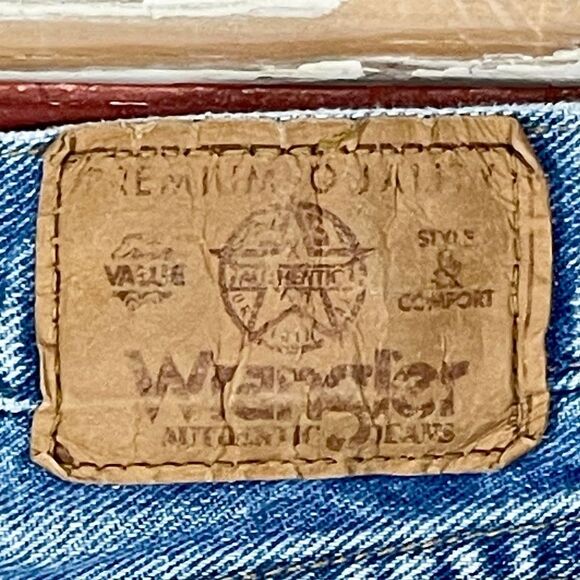 PREMIUM QUALITY
VALUE
AUTHENTIC
STYLE
&
COMFORT
Wrangler
AUTHENTIC JEANS